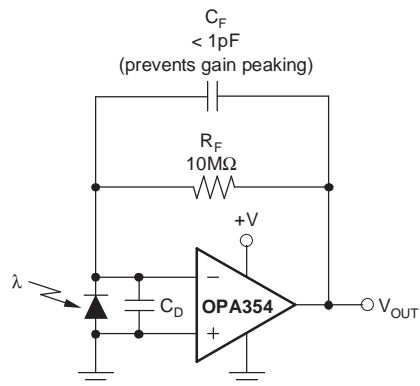 C_F
< 1pF
(prevents gain peaking)
R_F
10MΩ
+V
λ
−
C_D
OPA354
+
V_OUT